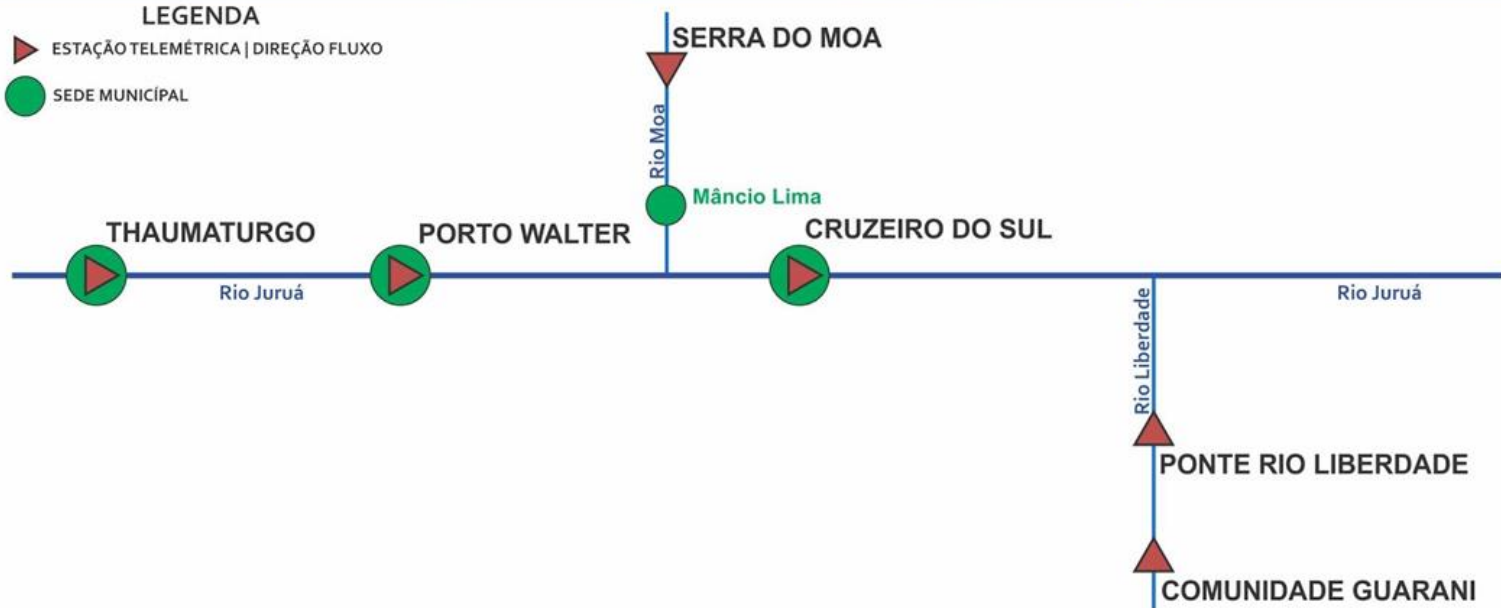 LEGENDA
ESTAÇÃO TELEMÉTRICA | DIREÇÃO FLUXO
SEDE MUNICÍPAL
SERRA DO MOA
Rio Moa
Mâncio Lima
THAUMATURGO
PORTO WALTER
CRUZEIRO DO SUL
Rio Juruá
Rio Juruá
Rio Liberdade
PONTE RIO LIBERDADE
COMUNIDADE GUARANI